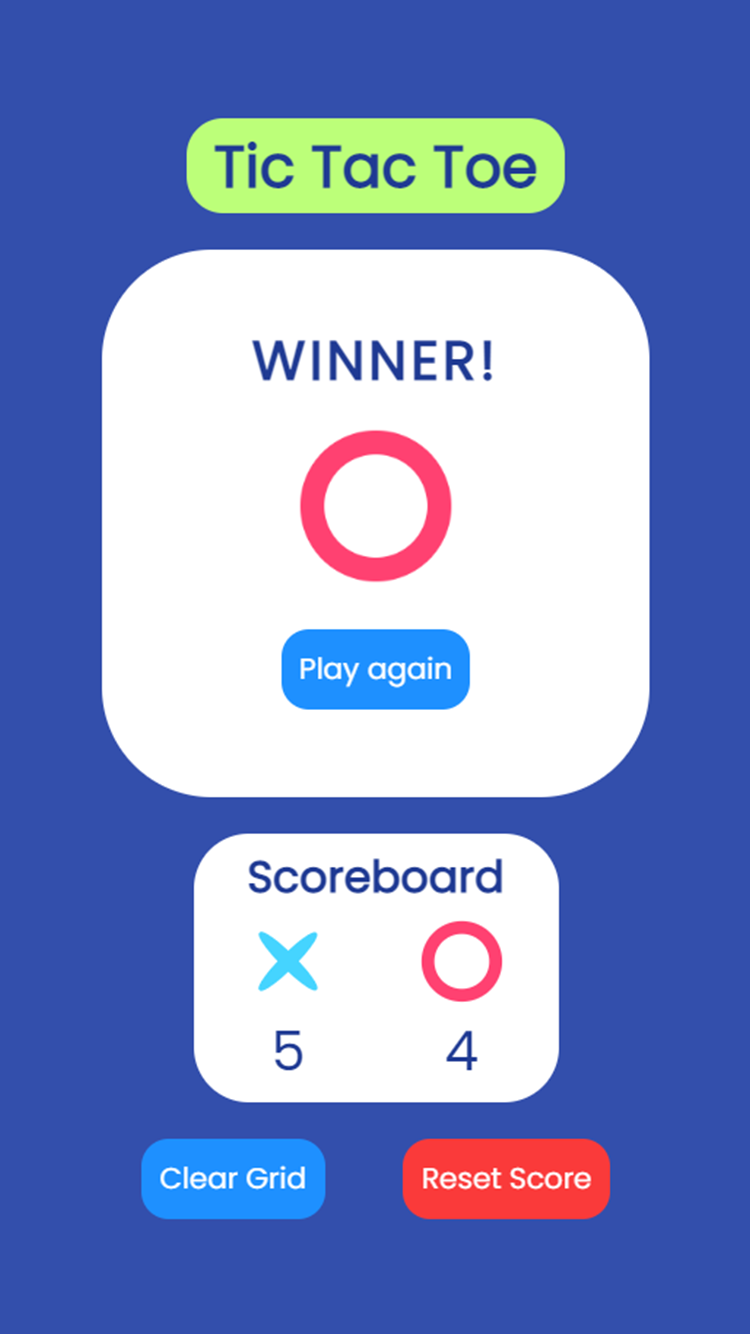 Tic Tac Toe
WINNER!
Play again
Scoreboard
5 4
Clear Grid Reset Score